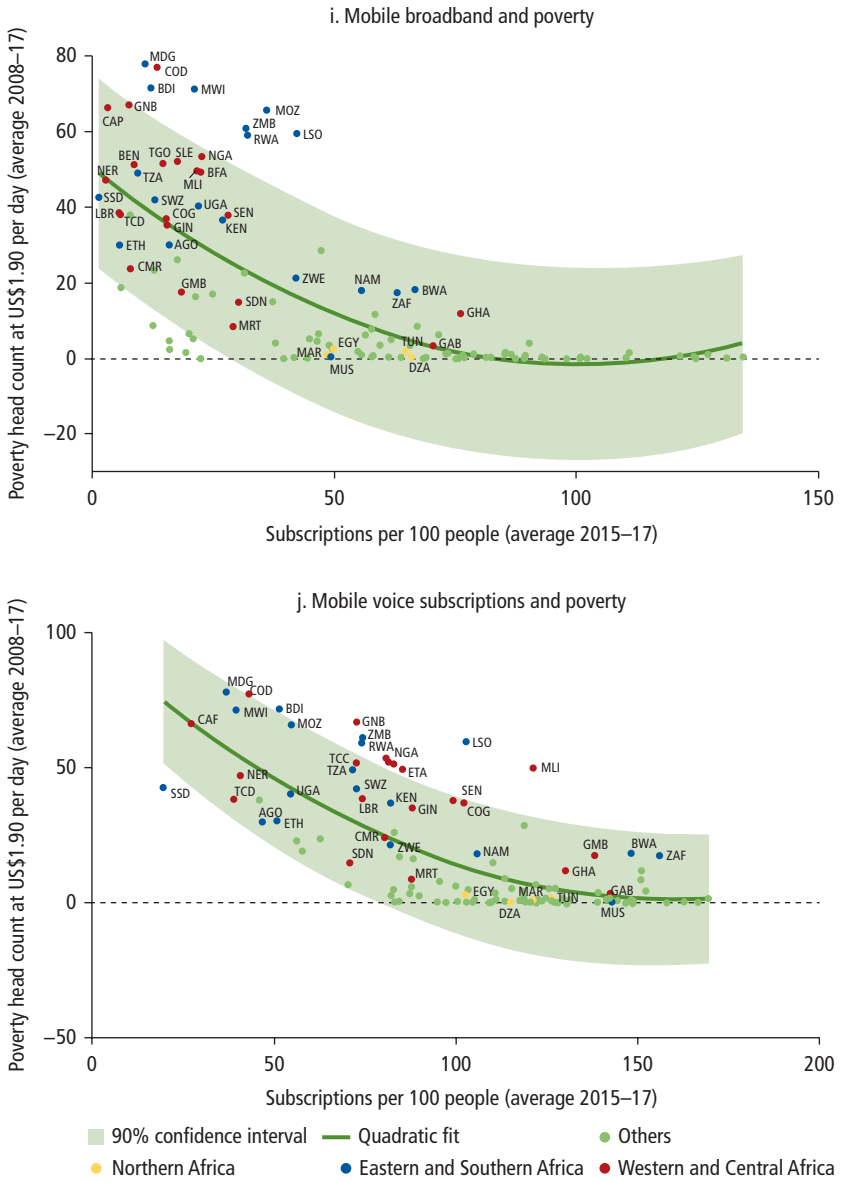 i. Mobile broadband and poverty
Poverty head count at US$1.90 per day (average 2008–17)
80
60
40
20
0
−20
MDG
COD
BDI
MWI
GNB
CAP
MOZ
ZMB
RWA
LSO
BEN
TGO
SLE
NGA
NER
TZA
MLI
BFA
SSD
SWZ
UGA
LBR
TCD
COG
SEN
GIN
KEN
ETH
AGO
CMR
GMB
SDN
ZWE
NAM
ZAF
BWA
GHA
MRT
MAR
EGY
MUS
TUN
GAB
DZA
0
50
100
150
Subscriptions per 100 people (average 2015–17)
j. Mobile voice subscriptions and poverty
Poverty head count at US$1.90 per day (average 2008–17)
100
50
0
−50
MDG
COD
CAF
MWI
BDI
MOZ
GNB
ZMB
RWA
LSO
NGA
TCC
TZA
ETA
MLI
NER
SSD
TCD
UGA
SWZ
LBR
KEN
GIN
SEN
COG
AGO
ETH
CMR
ZWE
SDN
NAM
GMB
BWA
ZAF
MRT
GHA
EGY
MAR
TUN
GAB
DZA
MUS
0
50
100
150
200
Subscriptions per 100 people (average 2015–17)
90% confidence interval
Quadratic fit
Others
Northern Africa
Eastern and Southern Africa
Western and Central Africa